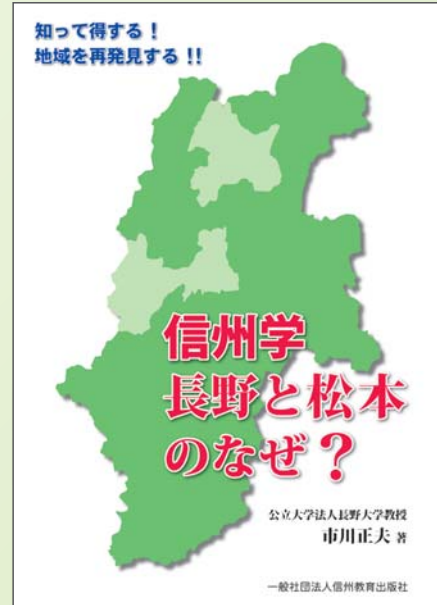 知って得する！
地域を再発見する !!
信州学
長野と松本
のなぜ？
公立大学法人長野大学教授
市川正夫 著
一般社団法人信州教育出版社